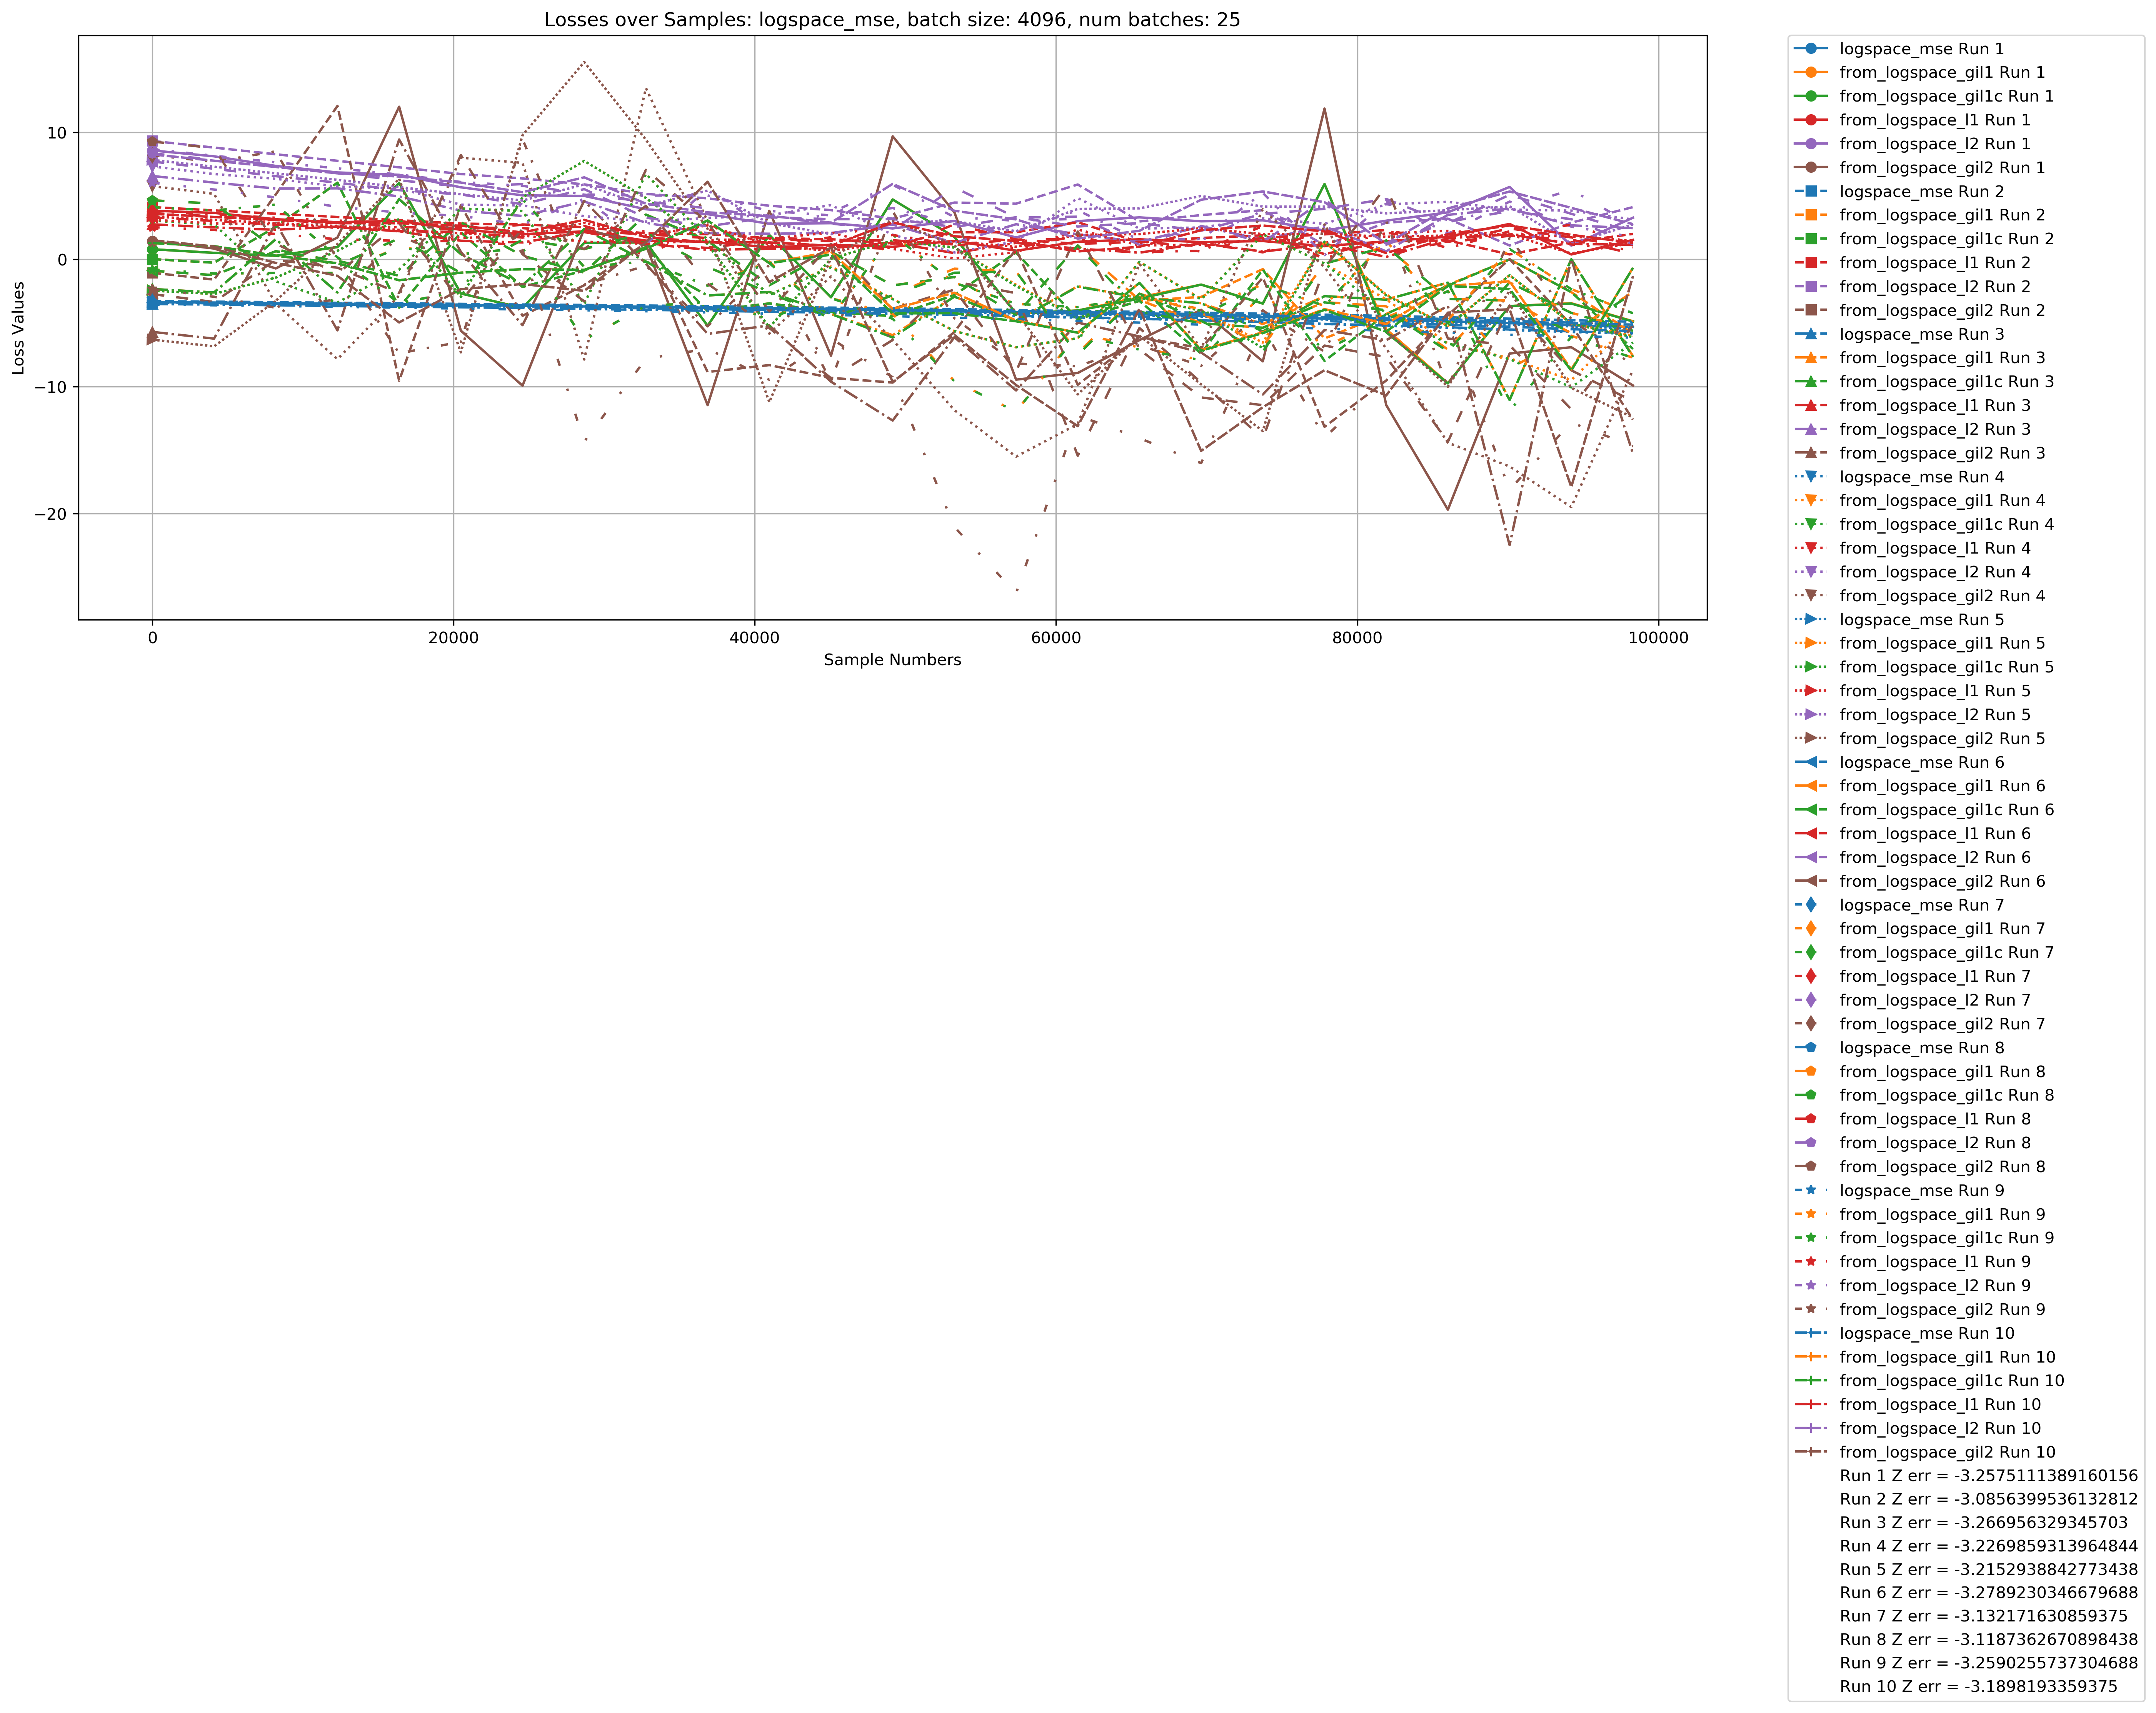 Losses over Samples: logspace_mse, batch size: 4096, num batches: 25
Loss Values
10
0
−10
−20
0
20000
40000
60000
80000
100000
Sample Numbers
logspace_mse Run 1
from_logspace_gil1 Run 1
from_logspace_gil1c Run 1
from_logspace_l1 Run 1
from_logspace_l2 Run 1
from_logspace_gil2 Run 1
logspace_mse Run 2
from_logspace_gil1 Run 2
from_logspace_gil1c Run 2
from_logspace_l1 Run 2
from_logspace_l2 Run 2
from_logspace_gil2 Run 2
logspace_mse Run 3
from_logspace_gil1 Run 3
from_logspace_gil1c Run 3
from_logspace_l1 Run 3
from_logspace_l2 Run 3
from_logspace_gil2 Run 3
logspace_mse Run 4
from_logspace_gil1 Run 4
from_logspace_gil1c Run 4
from_logspace_l1 Run 4
from_logspace_l2 Run 4
from_logspace_gil2 Run 4
logspace_mse Run 5
from_logspace_gil1 Run 5
from_logspace_gil1c Run 5
from_logspace_l1 Run 5
from_logspace_l2 Run 5
from_logspace_gil2 Run 5
logspace_mse Run 6
from_logspace_gil1 Run 6
from_logspace_gil1c Run 6
from_logspace_l1 Run 6
from_logspace_l2 Run 6
from_logspace_gil2 Run 6
logspace_mse Run 7
from_logspace_gil1 Run 7
from_logspace_gil1c Run 7
from_logspace_l1 Run 7
from_logspace_l2 Run 7
from_logspace_gil2 Run 7
logspace_mse Run 8
from_logspace_gil1 Run 8
from_logspace_gil1c Run 8
from_logspace_l1 Run 8
from_logspace_l2 Run 8
from_logspace_gil2 Run 8
logspace_mse Run 9
from_logspace_gil1 Run 9
from_logspace_gil1c Run 9
from_logspace_l1 Run 9
from_logspace_l2 Run 9
from_logspace_gil2 Run 9
logspace_mse Run 10
from_logspace_gil1 Run 10
from_logspace_gil1c Run 10
from_logspace_l1 Run 10
from_logspace_l2 Run 10
from_logspace_gil2 Run 10
Run 1 Z err = -3.2575111389160156
Run 2 Z err = -3.0856399536132812
Run 3 Z err = -3.266956329345703
Run 4 Z err = -3.2269859313964844
Run 5 Z err = -3.2152938842773438
Run 6 Z err = -3.2789230346679688
Run 7 Z err = -3.132171630859375
Run 8 Z err = -3.1187362670898438
Run 9 Z err = -3.2590255737304688
Run 10 Z err = -3.1898193359375